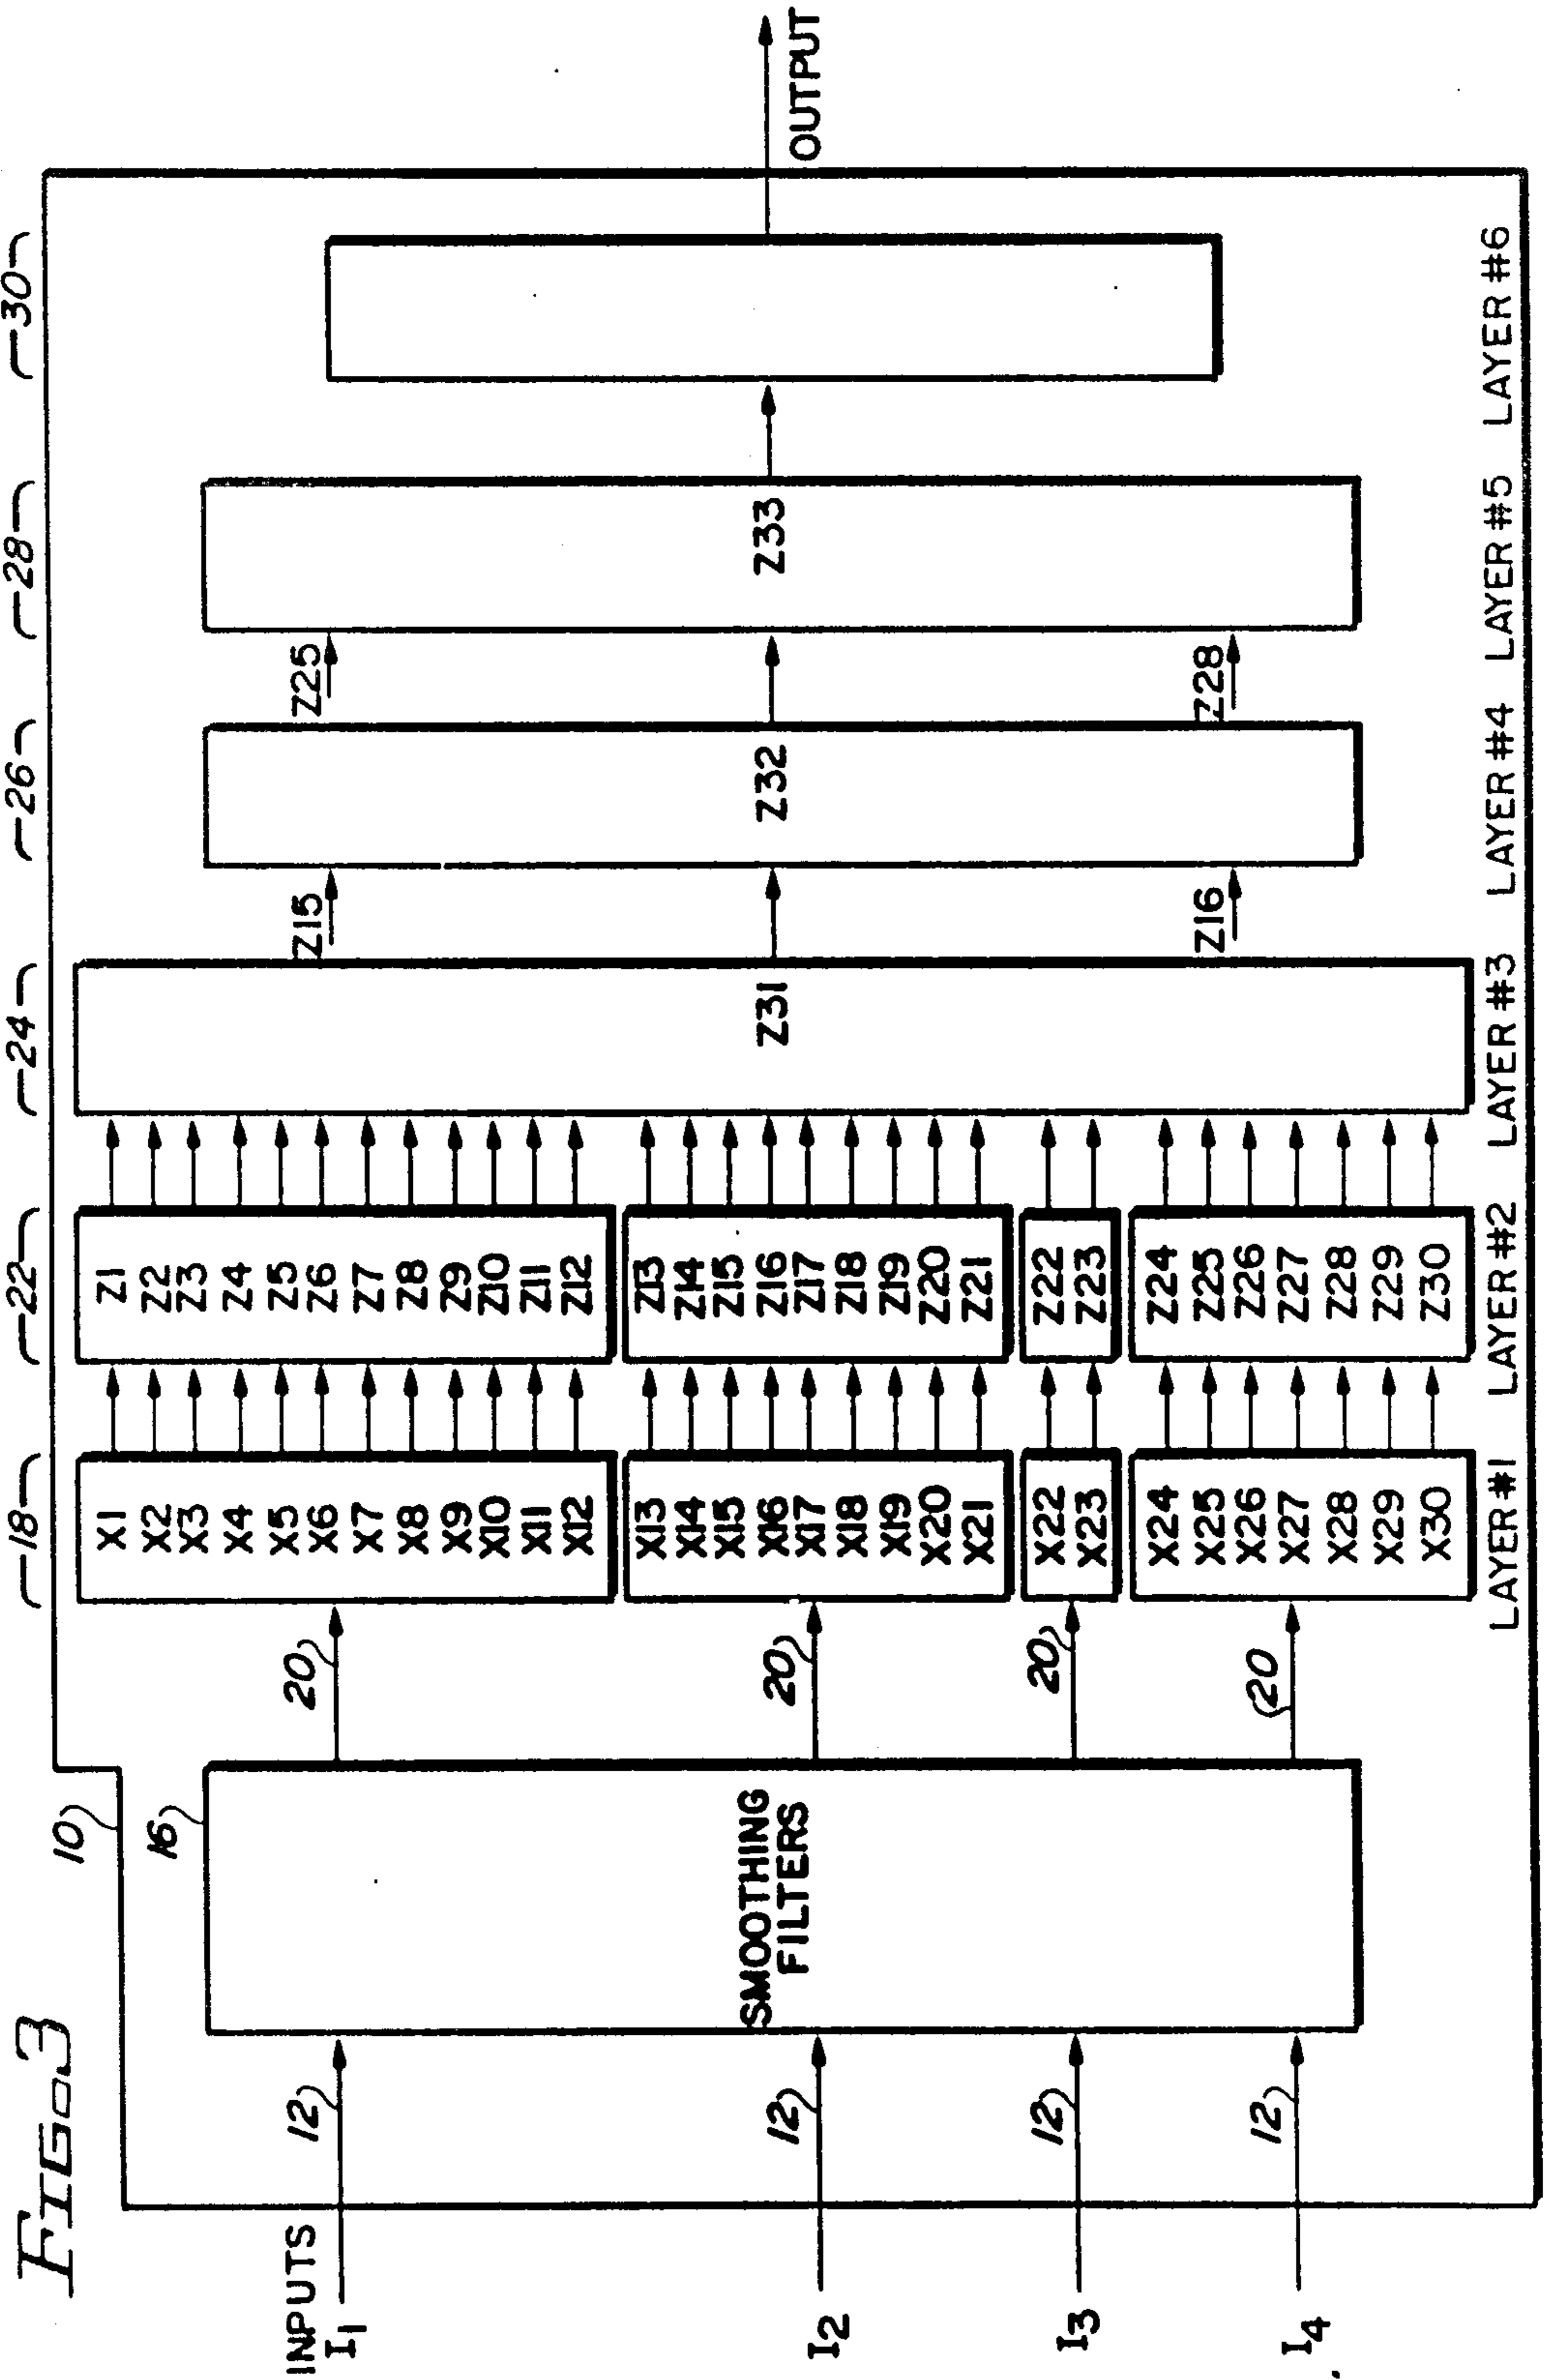 FIG. 3
10
16
18
22
24
26
28
30
INPUTS
I1
I2
I3
I4
12
12
12
12
SMOOTHING
FILTERS
20
20
20
20
X1
X2
X3
X4
X5
X6
X7
X8
X9
X10
X11
X12
X13
X14
X15
X16
X17
X18
X19
X20
X21
X22
X23
X24
X25
X26
X27
X28
X29
X30
Z1
Z2
Z3
Z4
Z5
Z6
Z7
Z8
Z9
Z10
Z11
Z12
Z13
Z14
Z15
Z16
Z17
Z18
Z19
Z20
Z21
Z22
Z23
Z24
Z25
Z26
Z27
Z28
Z29
Z30
Z31
Z15
Z16
Z32
Z25
Z28
Z33
OUTPUT
LAYER #1
LAYER #2
LAYER #3
LAYER #4
LAYER #5
LAYER #6